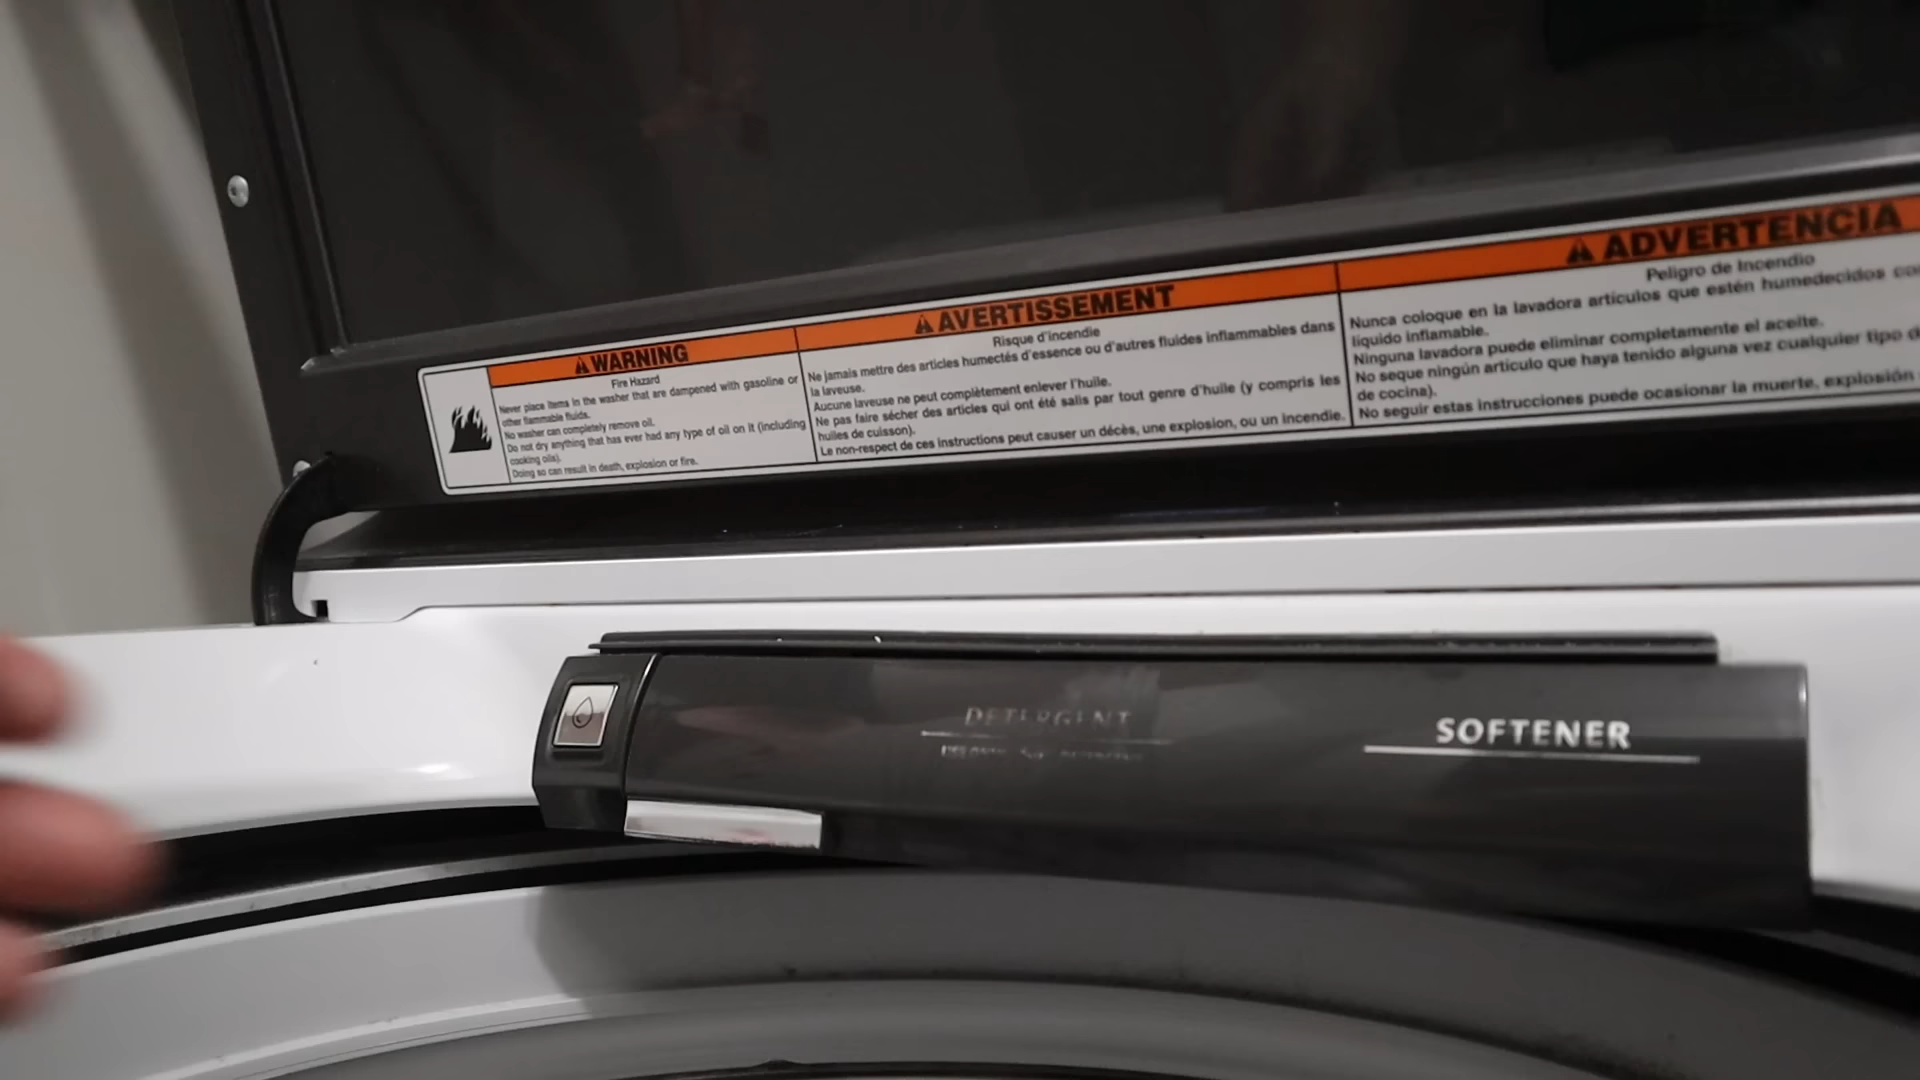 WARNING
Fire Hazard
Never place items in the washer that are dampened with gasoline or
other flammable fluids.
No washer can completely remove oil.
Do not dry anything that has ever had any type of oil on it (including
cooking oils).
Doing so can result in death, explosion or fire.
AVERTISSEMENT
Risque d'incendie
Ne jamais mettre des articles humectés d'essence ou d'autres fluides inflammables dans
la laveuse.
Aucune laveuse ne peut complètement enlever l'huile.
Ne pas faire sécher des articles qui ont été salis par tout genre d'huile (y compris les
huiles de cuisson).
Le non-respect de ces instructions peut causer un décès, une explosion, ou un incendie.
ADVERTENCIA
Peligro de Incendio
Nunca coloque en la lavadora artículos que estén humedecidos
líquido inflamable.
Ninguna lavadora puede eliminar completamente el aceite.
No seque ningún artículo que haya tenido alguna vez cualquier tipo
de cocina).
No seguir estas instrucciones puede ocasionar la muerte, explosión
DETERGENT
SOFTENER